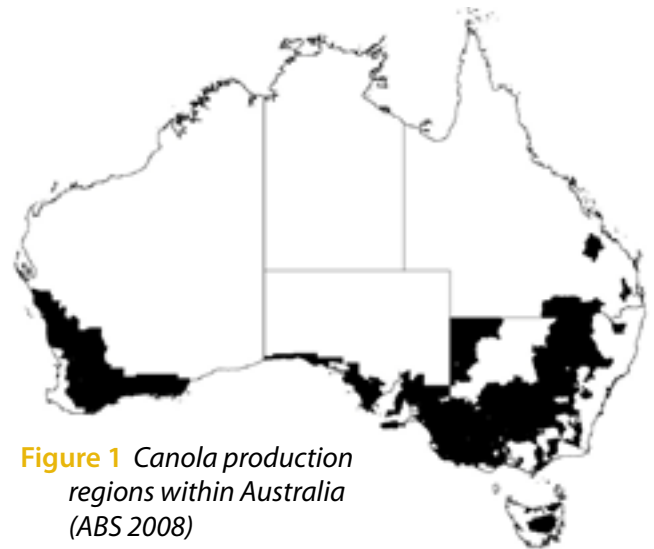 Figure 1 Canola production
regions within Australia
(ABS 2008)